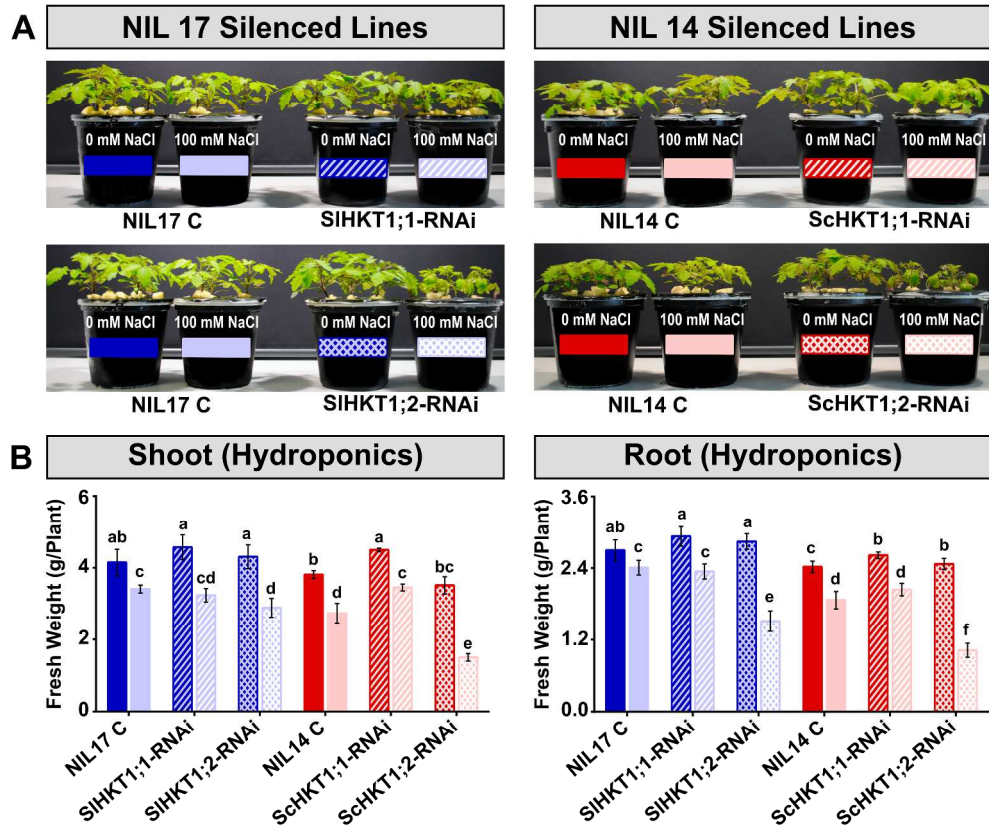 A
NIL 17 Silenced Lines
NIL 14 Silenced Lines
0 mM NaCl 100 mM NaCl 0 mM NaCl 100 mM NaCl
NIL17 C SlHKT1;1-RNAi
0 mM NaCl 100 mM NaCl 0 mM NaCl 100 mM NaCl
NIL14 C ScHKT1;1-RNAi
0 mM NaCl 100 mM NaCl 0 mM NaCl 100 mM NaCl
NIL17 C SlHKT1;2-RNAi
0 mM NaCl 100 mM NaCl 0 mM NaCl 100 mM NaCl
NIL14 C ScHKT1;2-RNAi
B
Shoot (Hydroponics)
Fresh Weight (g/Plant)
6
4
2
0
ab c a cd a d b d a c bc e
NIL17 C
SlHKT1;1-RNAi
SlHKT1;2-RNAi
NIL14 C
ScHKT1;1-RNAi
ScHKT1;2-RNAi
Root (Hydroponics)
Fresh Weight (g/Plant)
3.6
2.4
1.2
0.0
ab c a c a e c d b d b f
NIL17 C
SlHKT1;1-RNAi
SlHKT1;2-RNAi
NIL14 C
ScHKT1;1-RNAi
ScHKT1;2-RNAi